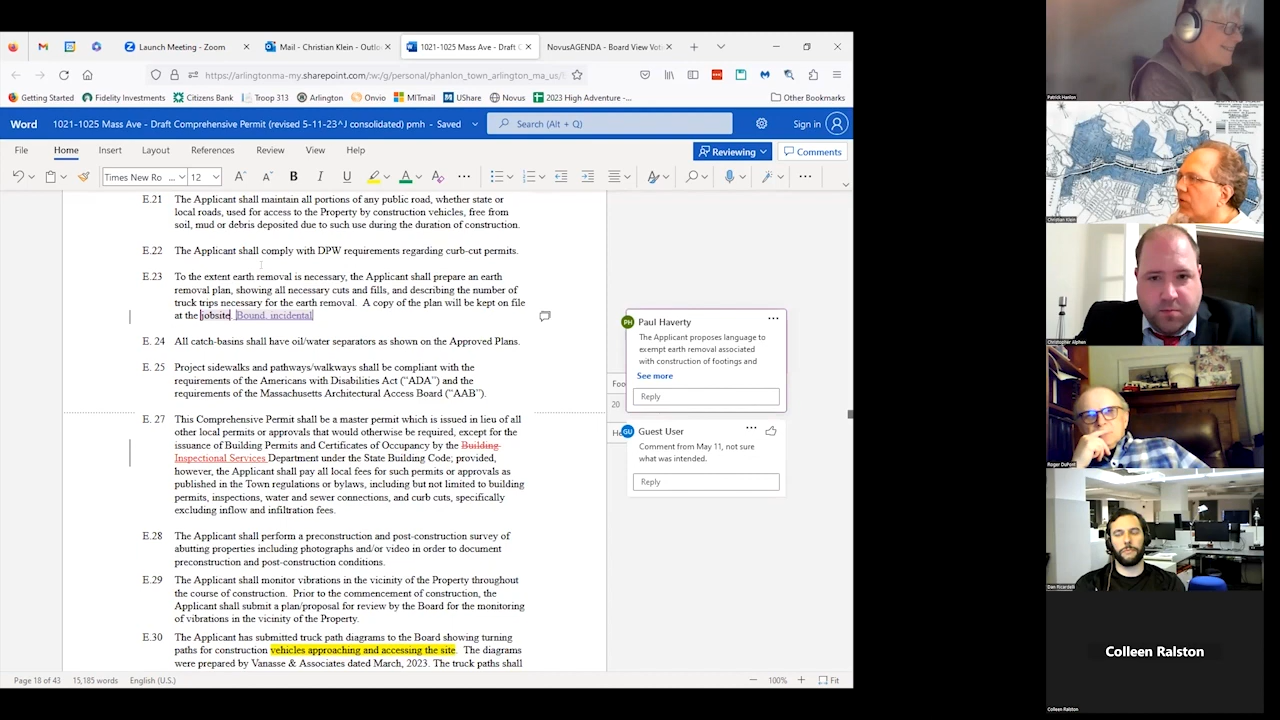 Launch Meeting - Zoom
Mail - Christian Klein - Outlo
1021-1025 Mass Ave - Draft C
NovusAGENDA - Board View Voti
https://arlingtonma-my.sharepoint.com/:w:/g/personal/phanlon_town_arlington_ma_us/
Getting Started
Fidelity Investments
Citizens Bank
Troop 313
Arlington
Onvio
MITmail
UShare
Novus
2023 High Adventure -...
Other Bookmarks
Word
1021-1025 Mass Ave - Draft Comprehensive Permit (revised 5-11-23^J consolidated) pmh - Saved
Search (Alt + Q)
Sign in
File
Home
Insert
Layout
References
Review
View
Help
Reviewing
Comments
Times New Ro ...
12
E.21 The Applicant shall maintain all portions of any public road, whether state or
local roads, used for access to the Property by construction vehicles, free from
soil, mud or debris deposited due to such use during the duration of construction.
E.22 The Applicant shall comply with DPW requirements regarding curb-cut permits.
E.23 To the extent earth removal is necessary, the Applicant shall prepare an earth
removal plan, showing all necessary cuts and fills, and describing the number of
truck trips necessary for the earth removal. A copy of the plan will be kept on file
at the jobsite. Bound, incidental
E. 24 All catch-basins shall have oil/water separators as shown on the Approved Plans.
E. 25 Project sidewalks and pathways/walkways shall be compliant with the
requirements of the Americans with Disabilities Act ("ADA") and the
requirements of the Massachusetts Architectural Access Board ("AAB").
E. 27 This Comprehensive Permit shall be a master permit which is issued in lieu of all
other local permits or approvals that would otherwise be required, except for the
issuance of Building Permits and Certificates of Occupancy by the Building
Inspectional Services Department under the State Building Code; provided,
however, the Applicant shall pay all local fees for such permits or approvals as
published in the Town regulations or bylaws, including but not limited to building
permits, inspections, water and sewer connections, and curb cuts, specifically
excluding inflow and infiltration fees.
E.28 The Applicant shall perform a preconstruction and post-construction survey of
abutting properties including photographs and/or video in order to document
preconstruction and post-construction conditions.
E.29 The Applicant shall monitor vibrations in the vicinity of the Property throughout
the course of construction. Prior to the commencement of construction, the
Applicant shall submit a plan/proposal for review by the Board for the monitoring
of vibrations in the vicinity of the Property.
E.30 The Applicant has submitted truck path diagrams to the Board showing turning
paths for construction vehicles approaching and accessing the site. The diagrams
were prepared by Vanasse & Associates dated March, 2023. The truck paths shall
PH Paul Haverty
The Applicant proposes language to
exempt earth removal associated
with construction of footings and
See more
Reply
Foo
20
He
GU Guest User
Comment from May 11, not sure
what was intended.
Reply
Page 18 of 43
15,185 words
English (U.S.)
100%
Fit
Patrick Hanlon
Christian Klein
Christopher Alphen
Roger DuPont
Dan Ricardelli
Colleen Ralston
Colleen Ralston